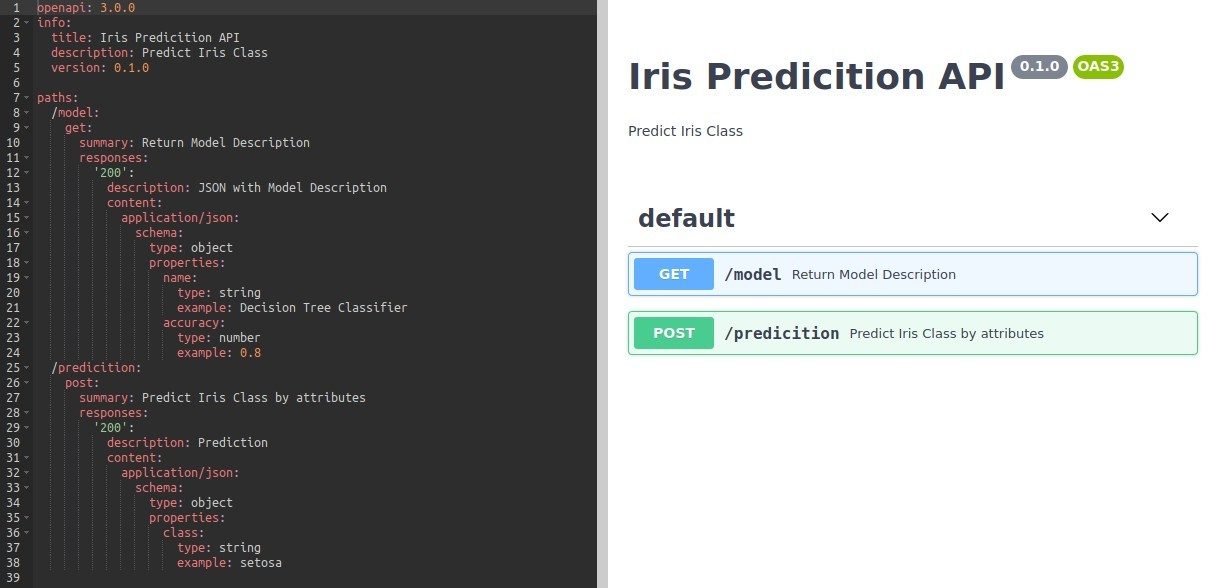 1 openapi: 3.0.0
2 info:
3 title: Iris Predicition API
4 description: Predict Iris Class
5 version: 0.1.0
6
7 paths:
8 /model:
9 get:
10 summary: Return Model Description
11 responses:
12 '200':
13 description: JSON with Model Description
14 content:
15 application/json:
16 schema:
17 type: object
18 properties:
19 name:
20 type: string
21 example: Decision Tree Classifier
22 accuracy:
23 type: number
24 example: 0.8
25 /predicition:
26 post:
27 summary: Predict Iris Class by attributes
28 responses:
29 '200':
30 description: Prediction
31 content:
32 application/json:
33 schema:
34 type: object
35 properties:
36 class:
37 type: string
38 example: setosa
39
Iris Predicition API 0.1.0 OAS3
Predict Iris Class
default
GET /model Return Model Description
POST /predicition Predict Iris Class by attributes